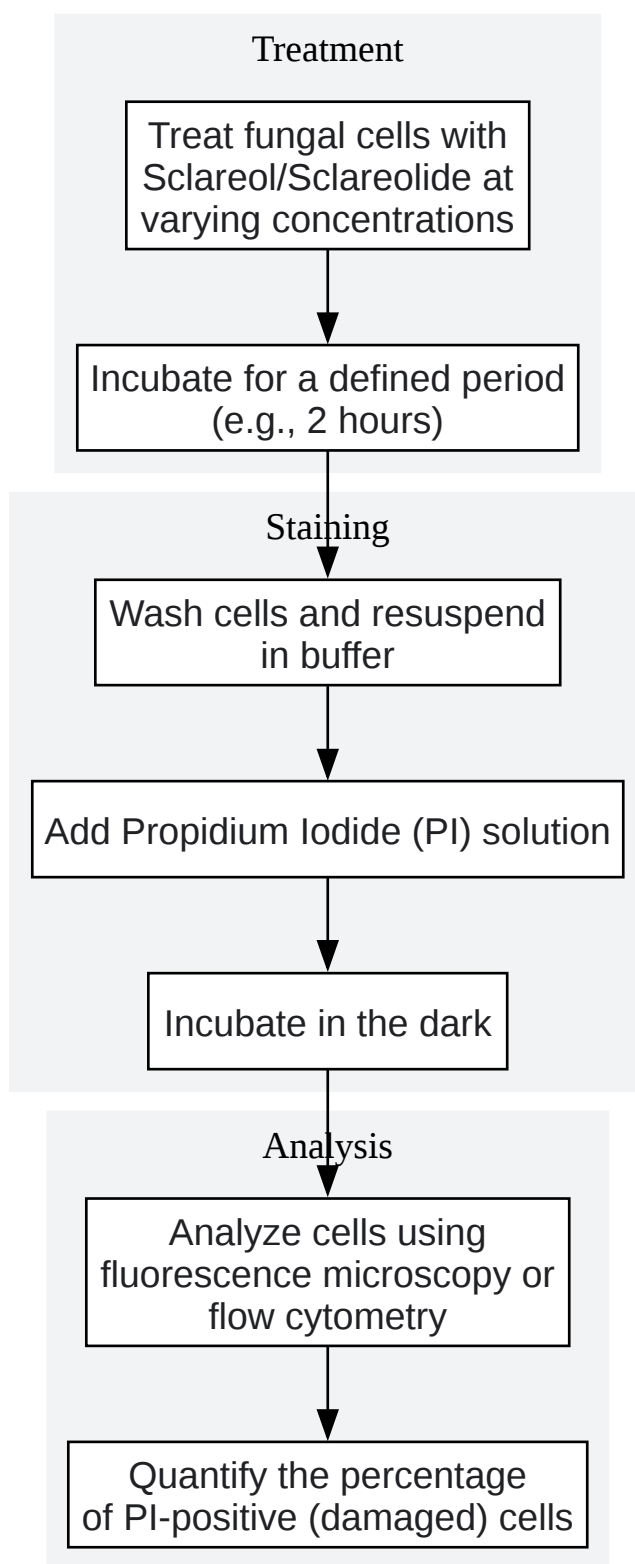 Treatment
Treat fungal cells with
Sclareol/Sclareolide at
varying concentrations
Incubate for a defined period
(e.g., 2 hours)
Staining
Wash cells and resuspend
in buffer
Add Propidium Iodide (PI) solution
Incubate in the dark
Analysis
Analyze cells using
fluorescence microscopy or
flow cytometry
Quantify the percentage
of PI-positive (damaged) cells